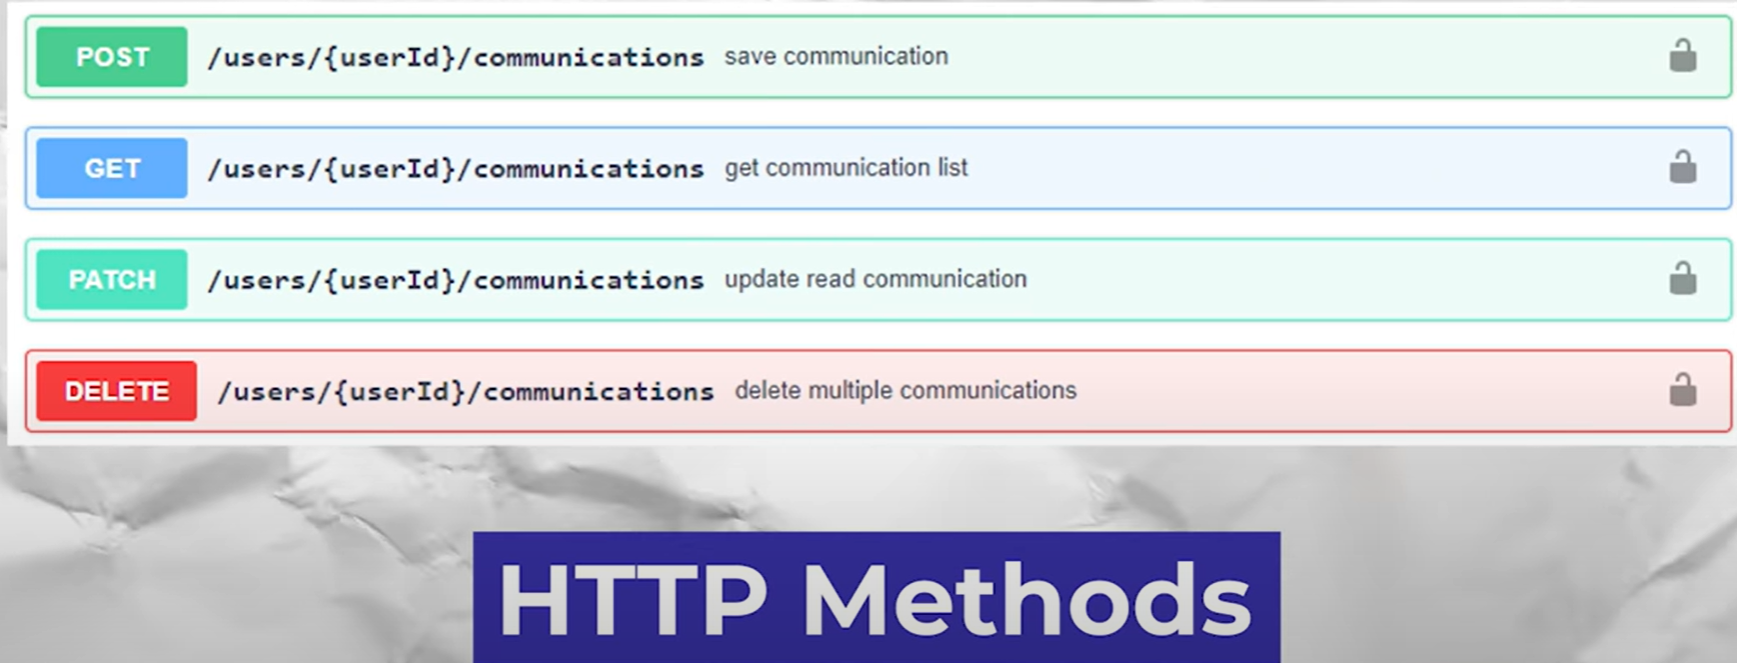 POST /users/{userId}/communications save communication
GET /users/{userId}/communications get communication list
PATCH /users/{userId}/communications update read communication
DELETE /users/{userId}/communications delete multiple communications
HTTP Methods